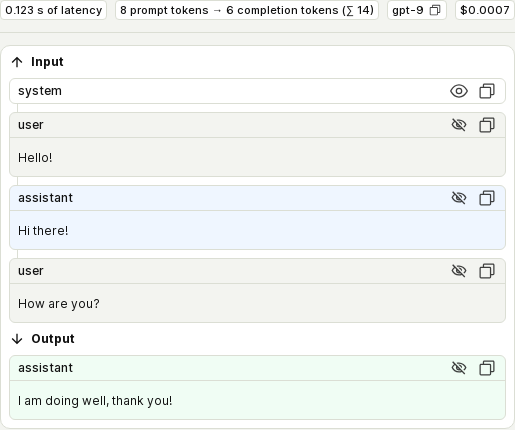 0.123 s of latency 8 prompt tokens → 6 completion tokens (∑ 14) gpt-9 $0.0007
↑ Input
system
user
Hello!
assistant
Hi there!
user
How are you?
↓ Output
assistant
I am doing well, thank you!